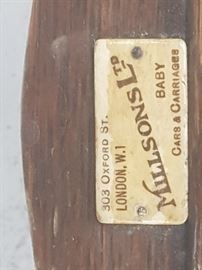 MILLSONS LTD
BABY
CARS & CARRIAGES
303 OXFORD ST.
LONDON, W.1